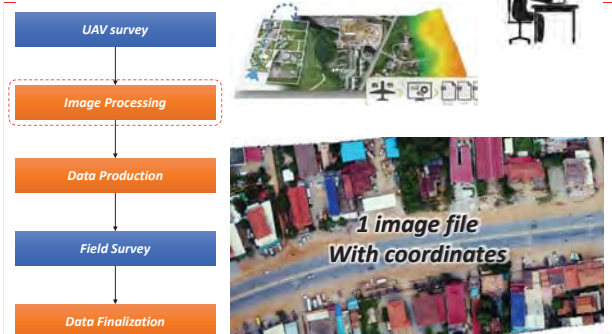 UAV survey
Image Processing
Data Production
Field Survey
Data Finalization
1 image file
With coordinates